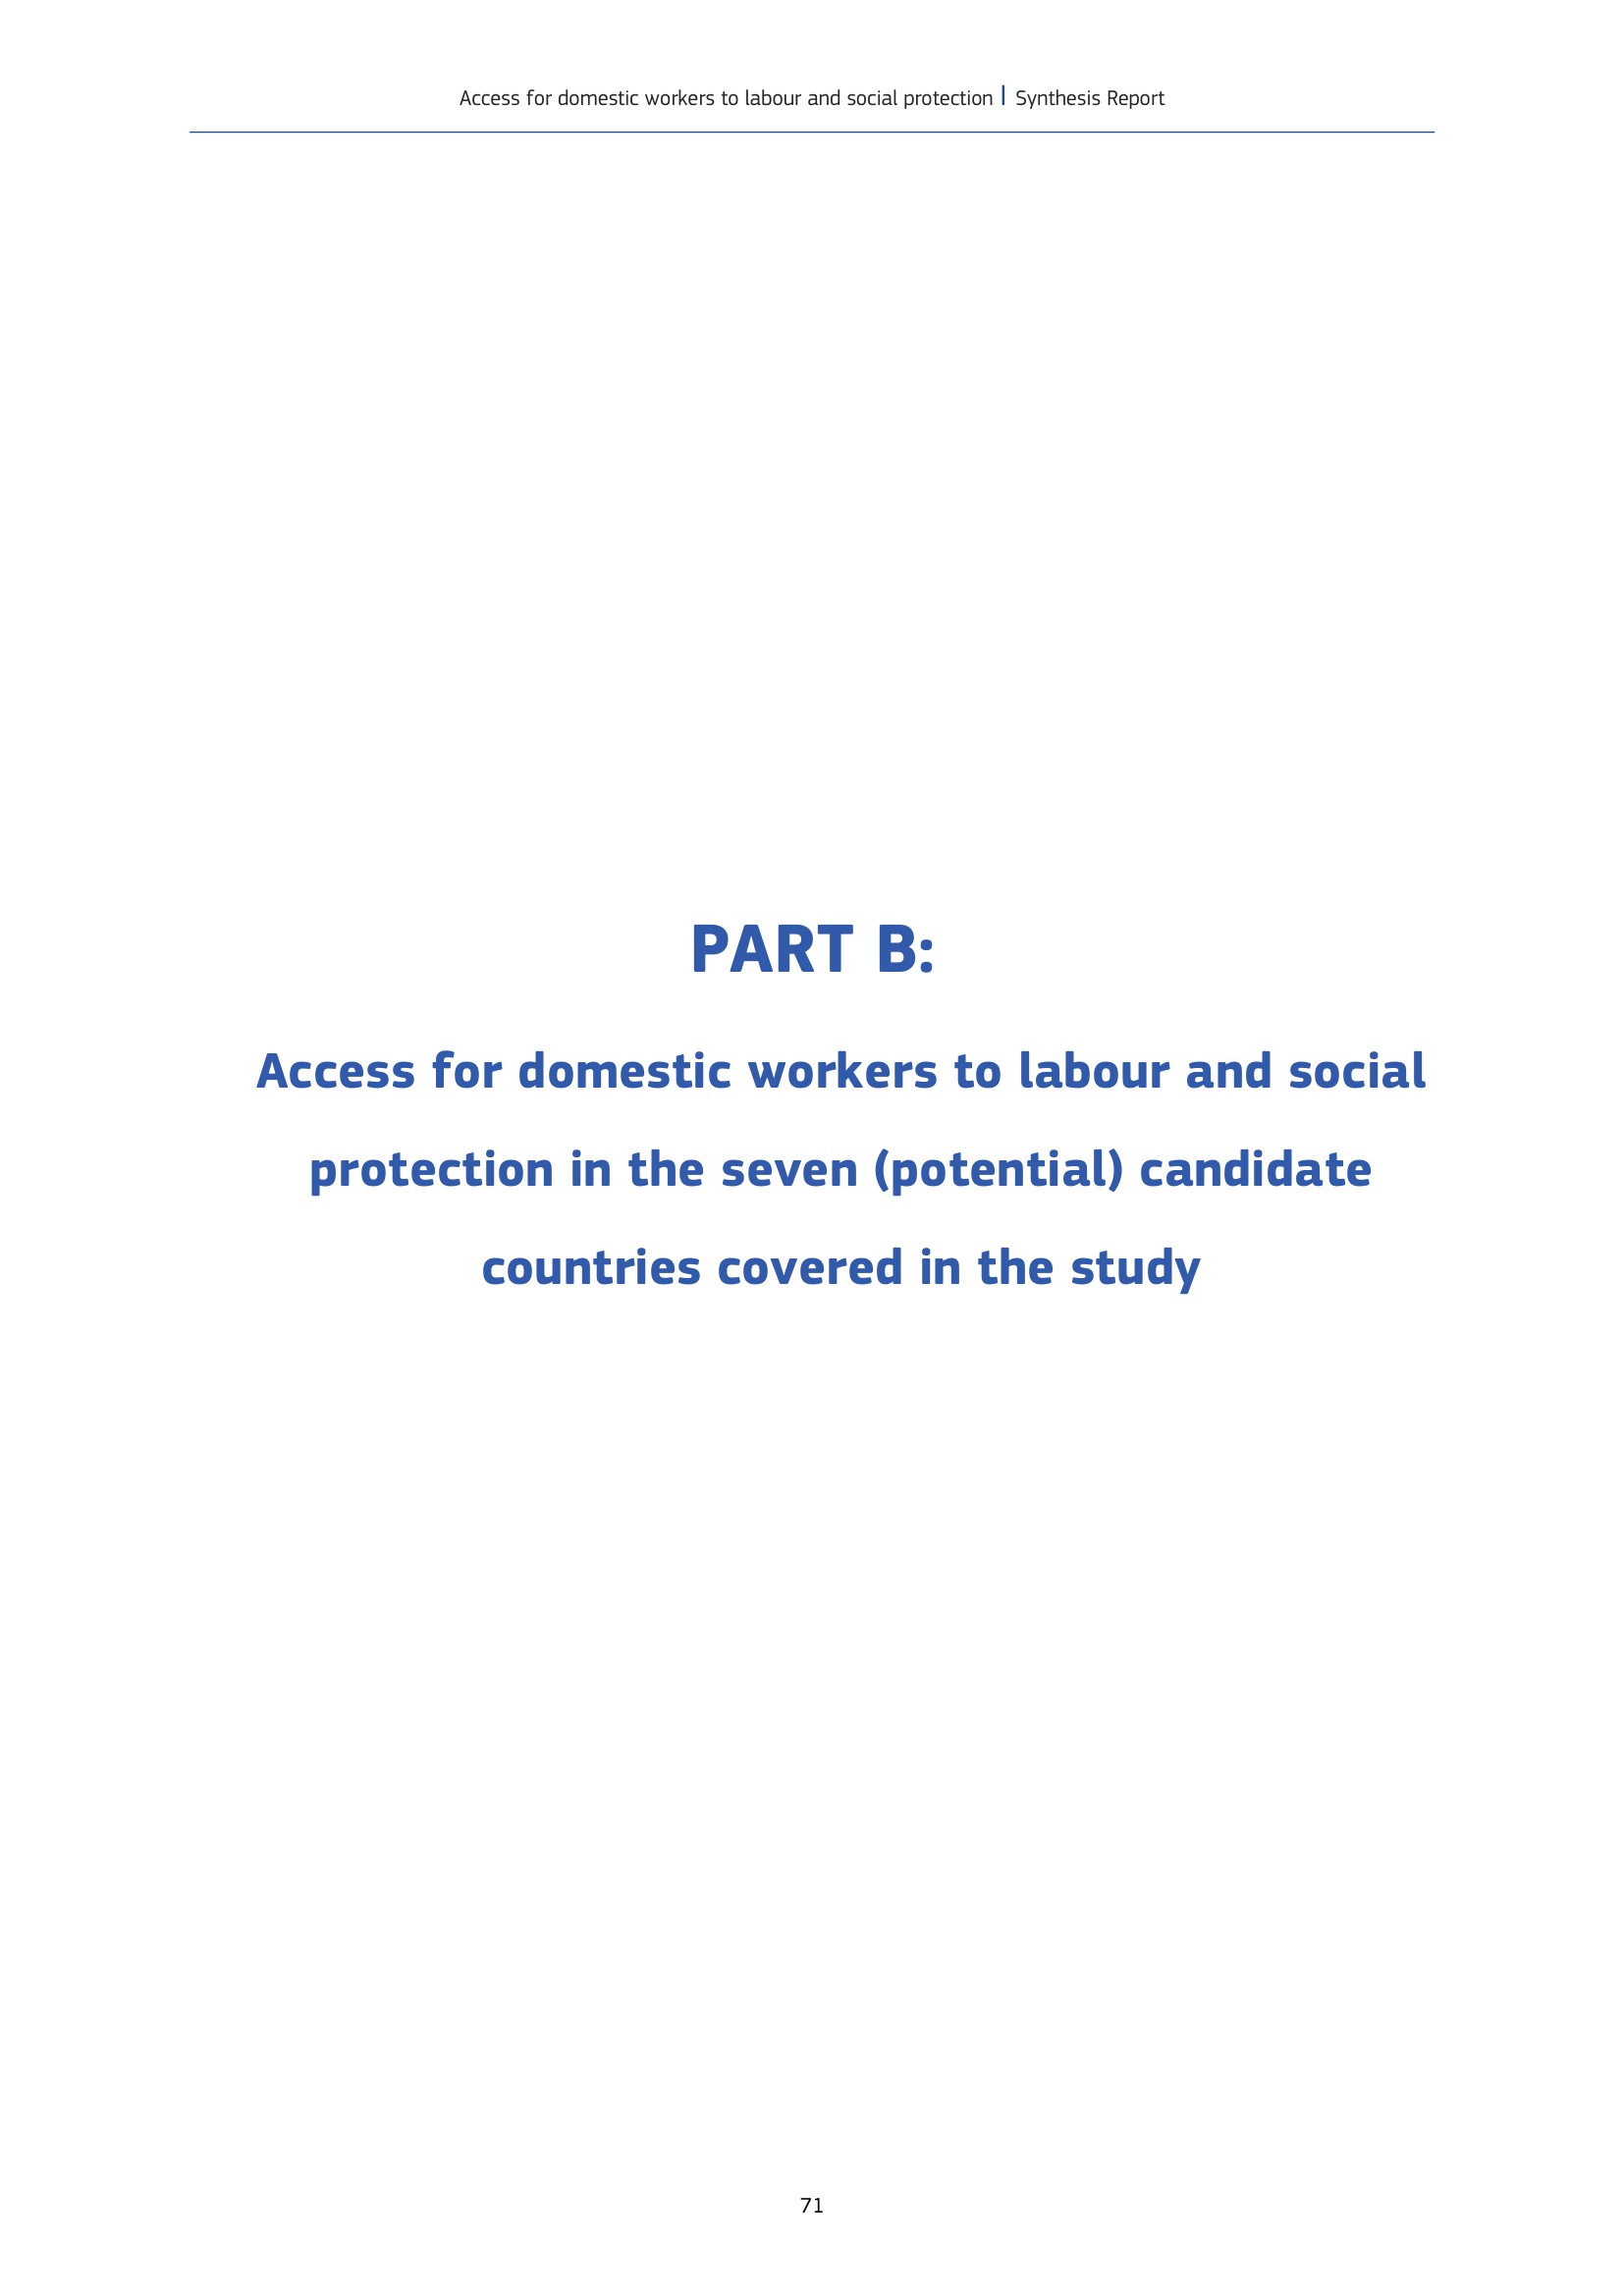 Access for domestic workers to labour and social protection | Synthesis Report
PART B:
Access for domestic workers to labour and social
protection in the seven (potential) candidate
countries covered in the study
71